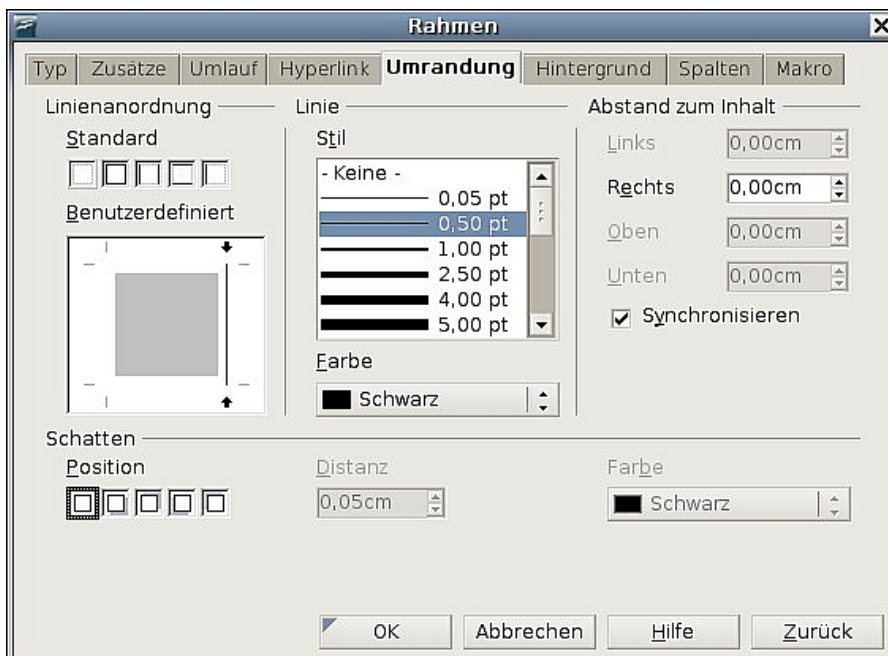 Rahmen
Typ Zusätze Umlauf Hyperlink Umrandung Hintergrund Spalten Makro
Linienanordnung
Standard
Benutzerdefiniert
Linie
Stil
- Keine -
0,05 pt
0,50 pt
1,00 pt
2,50 pt
4,00 pt
5,00 pt
Farbe
Schwarz
Abstand zum Inhalt
Links 0,00cm
Rechts 0,00cm
Oben 0,00cm
Unten 0,00cm
Synchronisieren
Schatten
Position
Distanz
0,05cm
Farbe
Schwarz
OK Abbrechen Hilfe Zurück